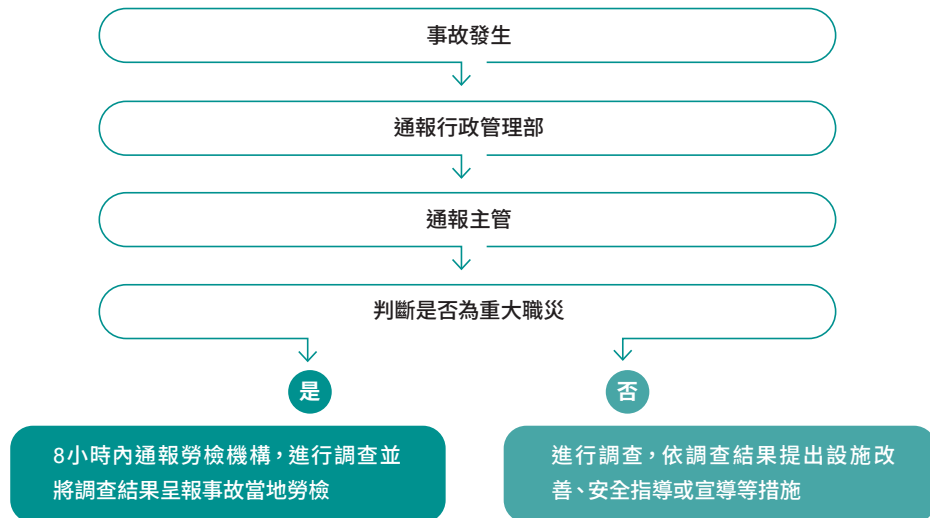 事故發生
通報行政管理部
通報主管
判斷是否為重大職災
是
否
8小時內通報勞檢機構，進行調查並
將調查結果呈報事故當地勞檢
進行調查，依調查結果提出設施改
善、安全指導或宣導等措施